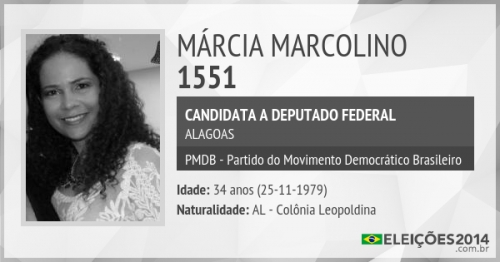 MÁRCIA MARCOLINO
1551
CANDIDATA A DEPUTADO FEDERAL
ALAGOAS
PMDB - Partido do Movimento Democrático Brasileiro
Idade: 34 anos (25-11-1979)
Naturalidade: AL - Colônia Leopoldina
ELEIÇÕES2014
.com.br